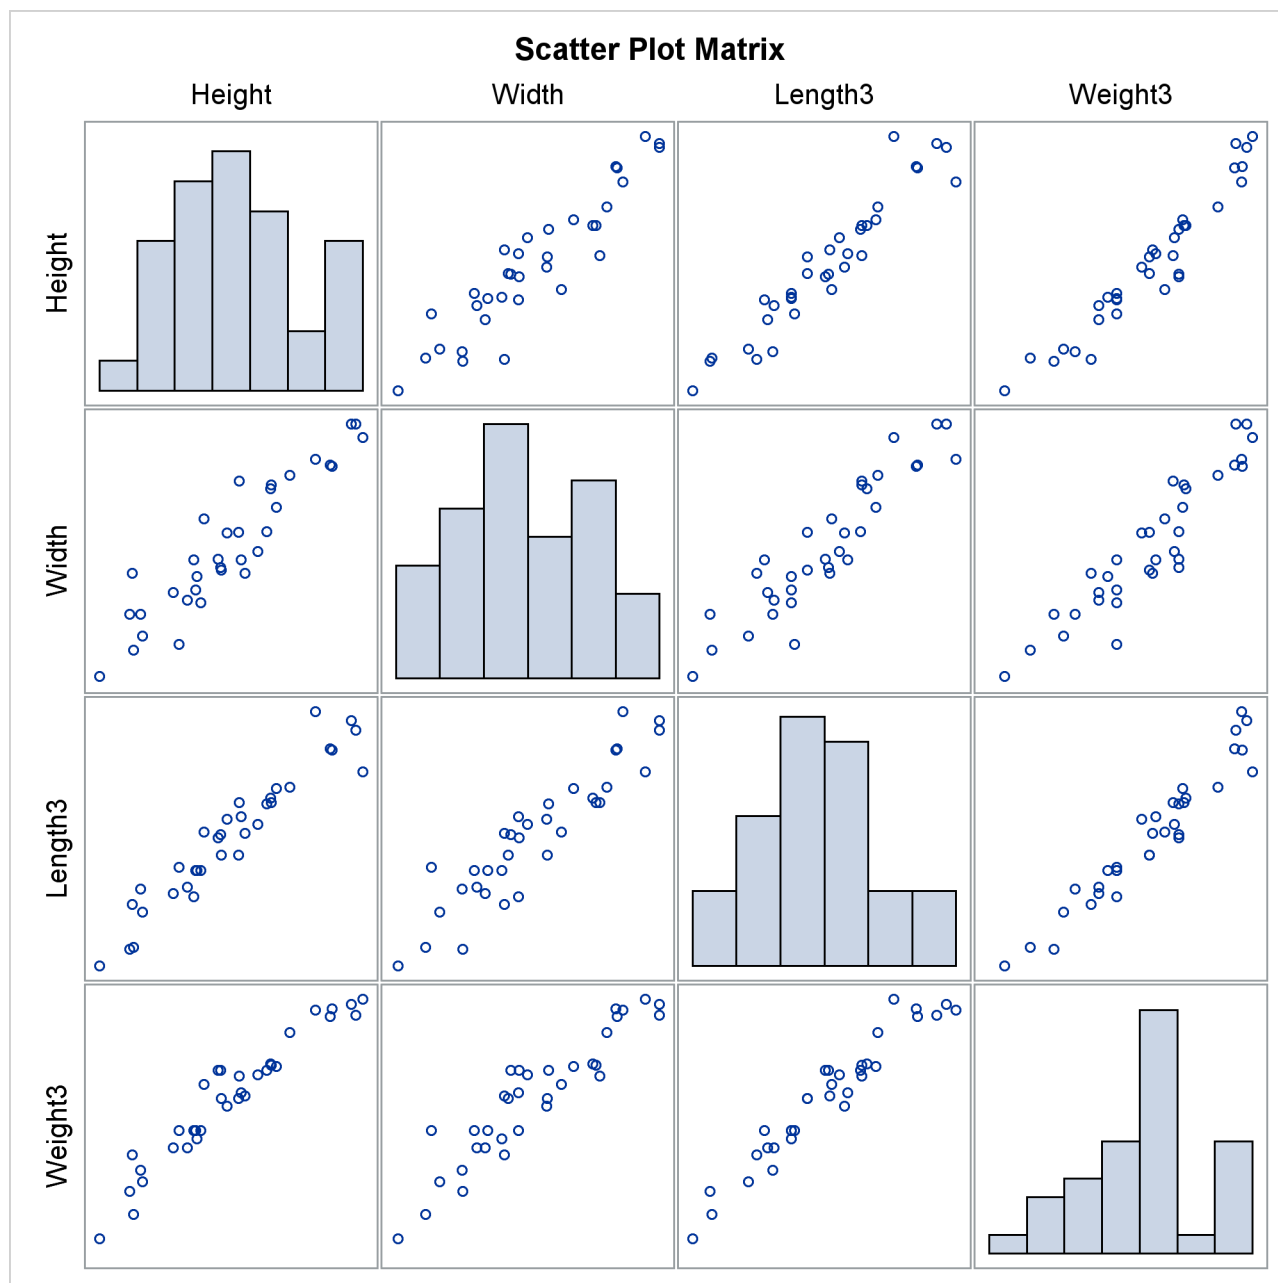 Scatter Plot Matrix
Height Width Length3 Weight3
Height
Width
Length3
Weight3